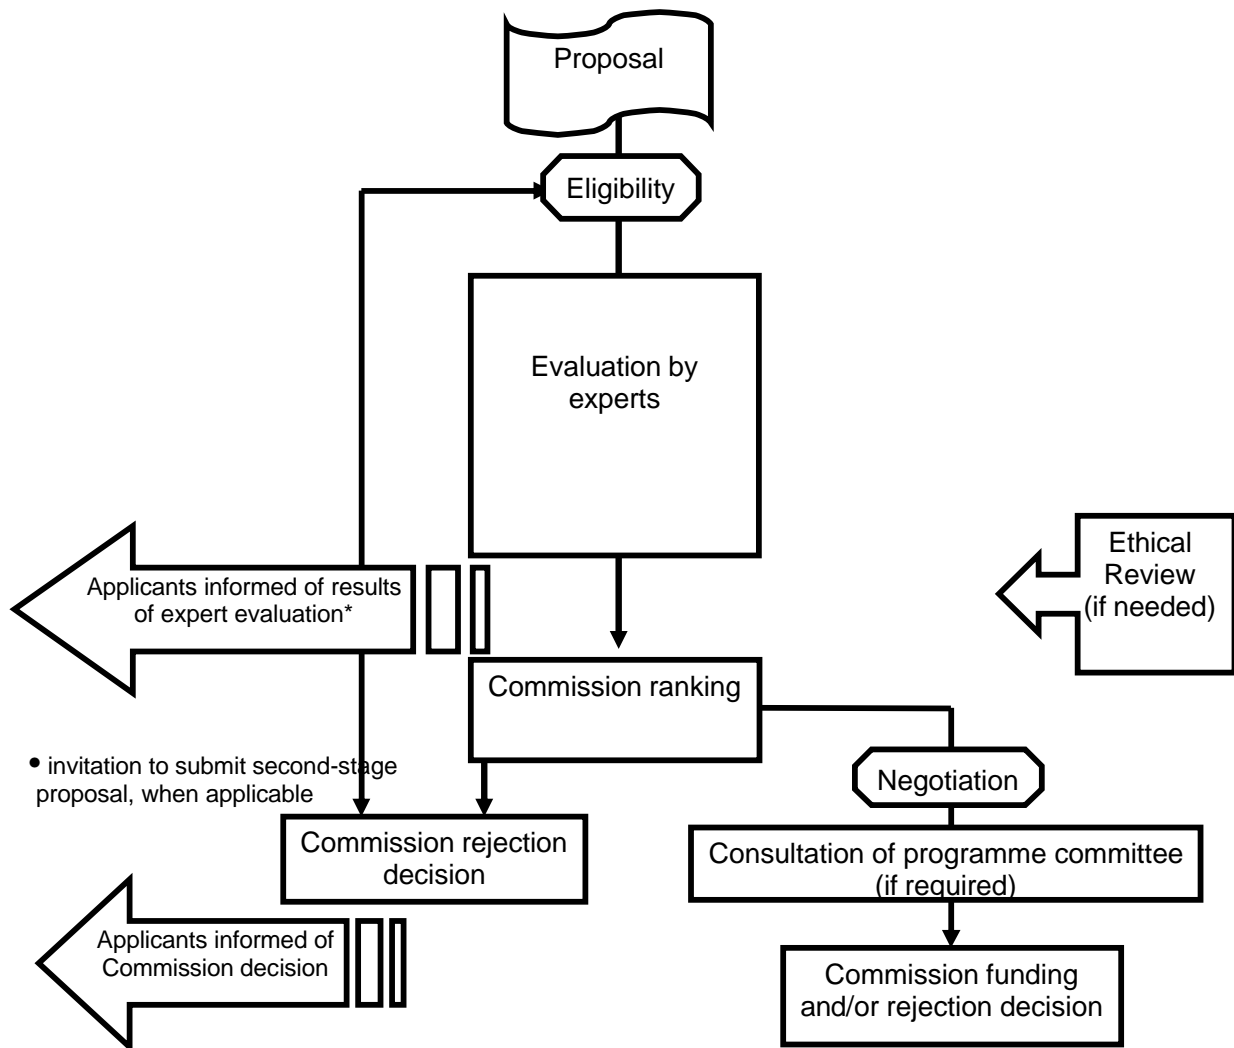 Proposal
Eligibility
Evaluation by
experts
Ethical
Review
(if needed)
Applicants informed of results
of expert evaluation*
Commission ranking
• invitation to submit second-stage
proposal, when applicable
Negotiation
Commission rejection
decision
Consultation of programme committee
(if required)
Applicants informed of
Commission decision
Commission funding
and/or rejection decision